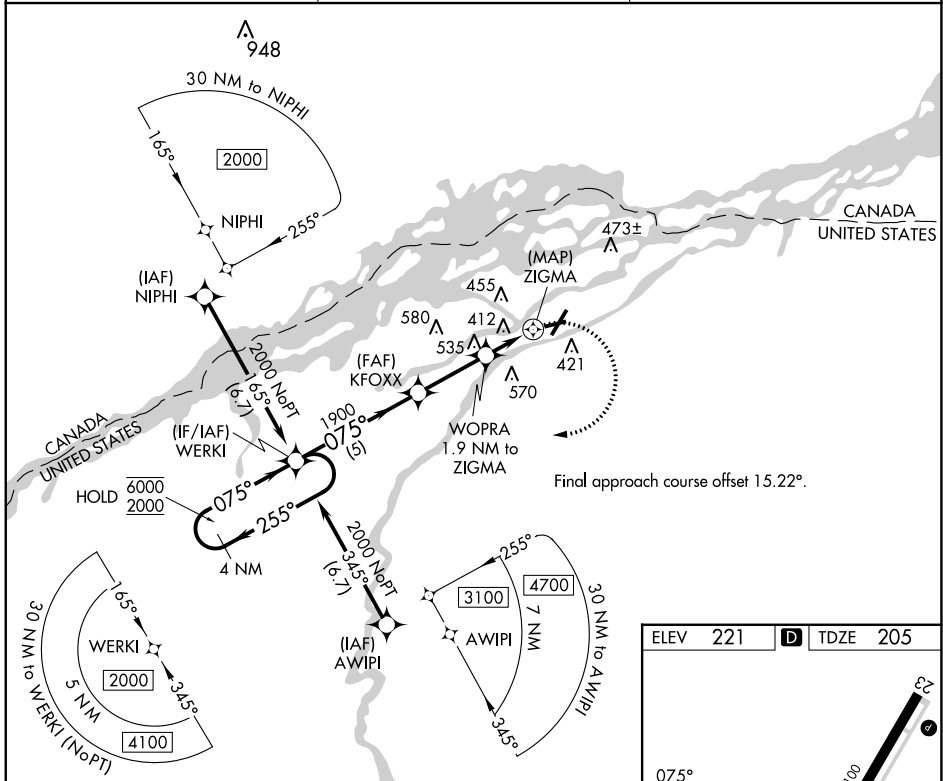 948
30 NM to NIPHI
165°
2000
NIPHI
255°
CANADA
UNITED STATES
473±
(MAP)
ZIGMA
(IAF)
NIPHI
455
580
412
535
421
570
2000 NoPT
165°
(6.7)
(FAF)
KFOXX
CANADA
UNITED STATES
(IF/IAF)
WERKI
1900
075°
(5)
WOPRA
1.9 NM to
ZIGMA
HOLD
6000
2000
075°
255°
4 NM
Final approach course offset 15.22°.
2000 NoPT
345°
(6.7)
(IAF)
AWIPI
165°
WERKI
2000
345°
5 NM
4100
30 NM to WERKI (NoPT)
255°
3100
4700
7 NM
AWIPI
345°
30 NM to AWIPI
ELEV 221 D TDZE 205
23
075°